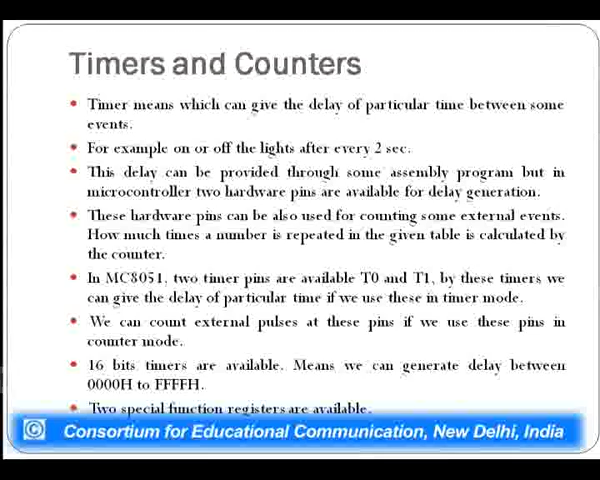 Timers and Counters
• Timer means which can give the delay of particular time between some
events.
• For example on or off the lights after every 2 sec.
• This delay can be provided through some assembly program but in
microcontroller two hardware pins are available for delay generation.
• These hardware pins can be also used for counting some external events.
How much times a number is repeated in the given table is calculated by
the counter.
• In MC8051, two timer pins are available T0 and T1, by these timers we
can give the delay of particular time if we use these in timer mode.
• We can count external pulses at these pins if we use these pins in
counter mode.
• 16 bits timers are available. Means we can generate delay between
0000H to FFFFH.
• Two special function registers are available.
© Consortium for Educational Communication, New Delhi, India